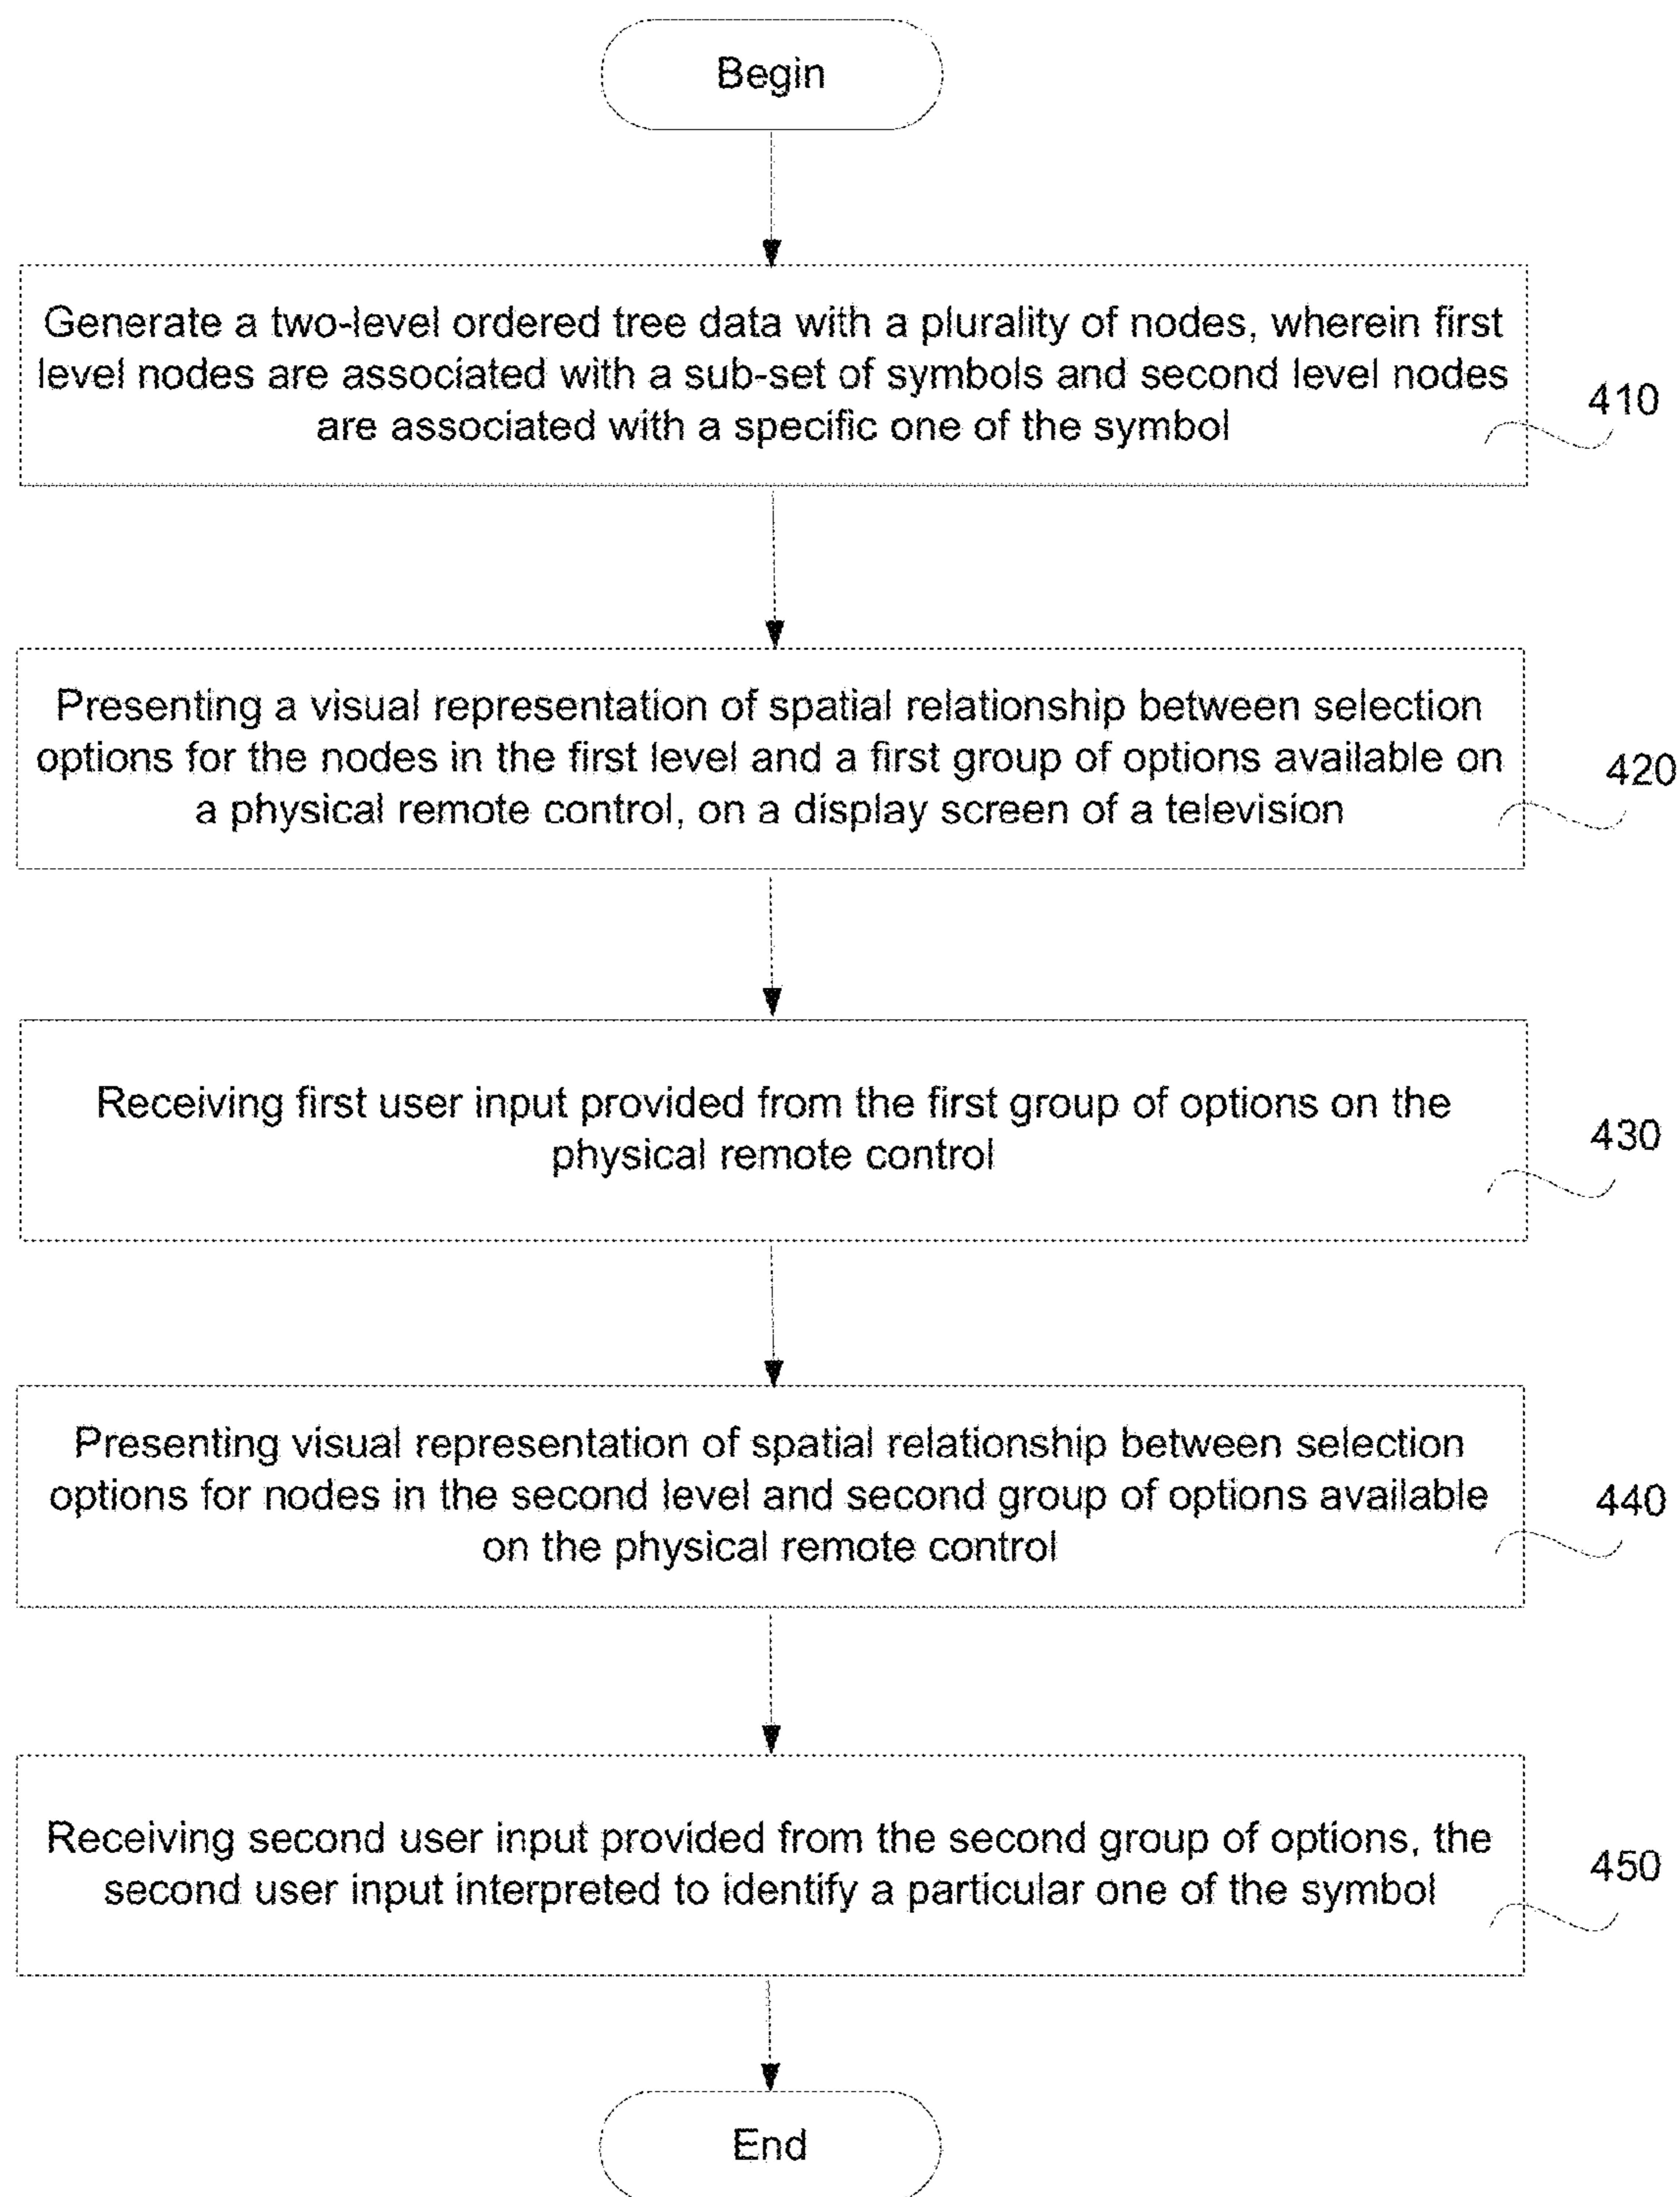 Begin
Generate a two-level ordered tree data with a plurality of nodes, wherein first
level nodes are associated with a sub-set of symbols and second level nodes
are associated with a specific one of the symbol
410
Presenting a visual representation of spatial relationship between selection
options for the nodes in the first level and a first group of options available on
a physical remote control, on a display screen of a television
420
Receiving first user input provided from the first group of options on the
physical remote control
430
Presenting visual representation of spatial relationship between selection
options for nodes in the second level and second group of options available
on the physical remote control
440
Receiving second user input provided from the second group of options, the
second user input interpreted to identify a particular one of the symbol
450
End